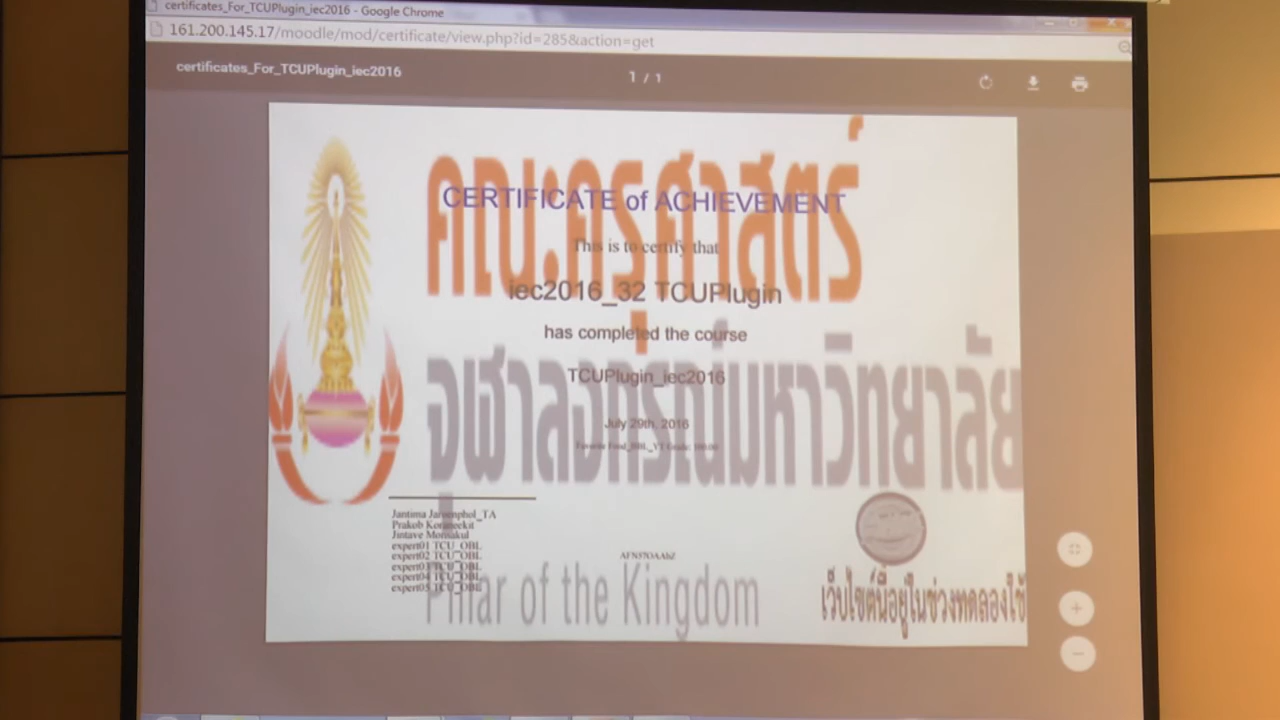 certificates_For_TCUPlugin_iec2016 - Google Chrome
161.200.145.17/moodle/mod/certificate/view.php?id=285&action=get
certificates_For_TCUPlugin_iec2016
1 / 1
คณะครุศาสตร์
CERTIFICATE of ACHIEVEMENT
This is to certify that
iec2016_32 TCUPlugin
has completed the course
จุฬาลงกรณ์มหาวิทยาลัย
TCUPlugin_iec2016
July 29th, 2016
Jantima
Prakob
Jintave
expert01 TCU_OBL
expert02 TCU_OBL
expert03 TCU_OBL
expert04 TCU_OBL
expert05 TCU_OBL
Pillar of the Kingdom
เว็บไซต์นี้อยู่ในช่วงทดลองใช้